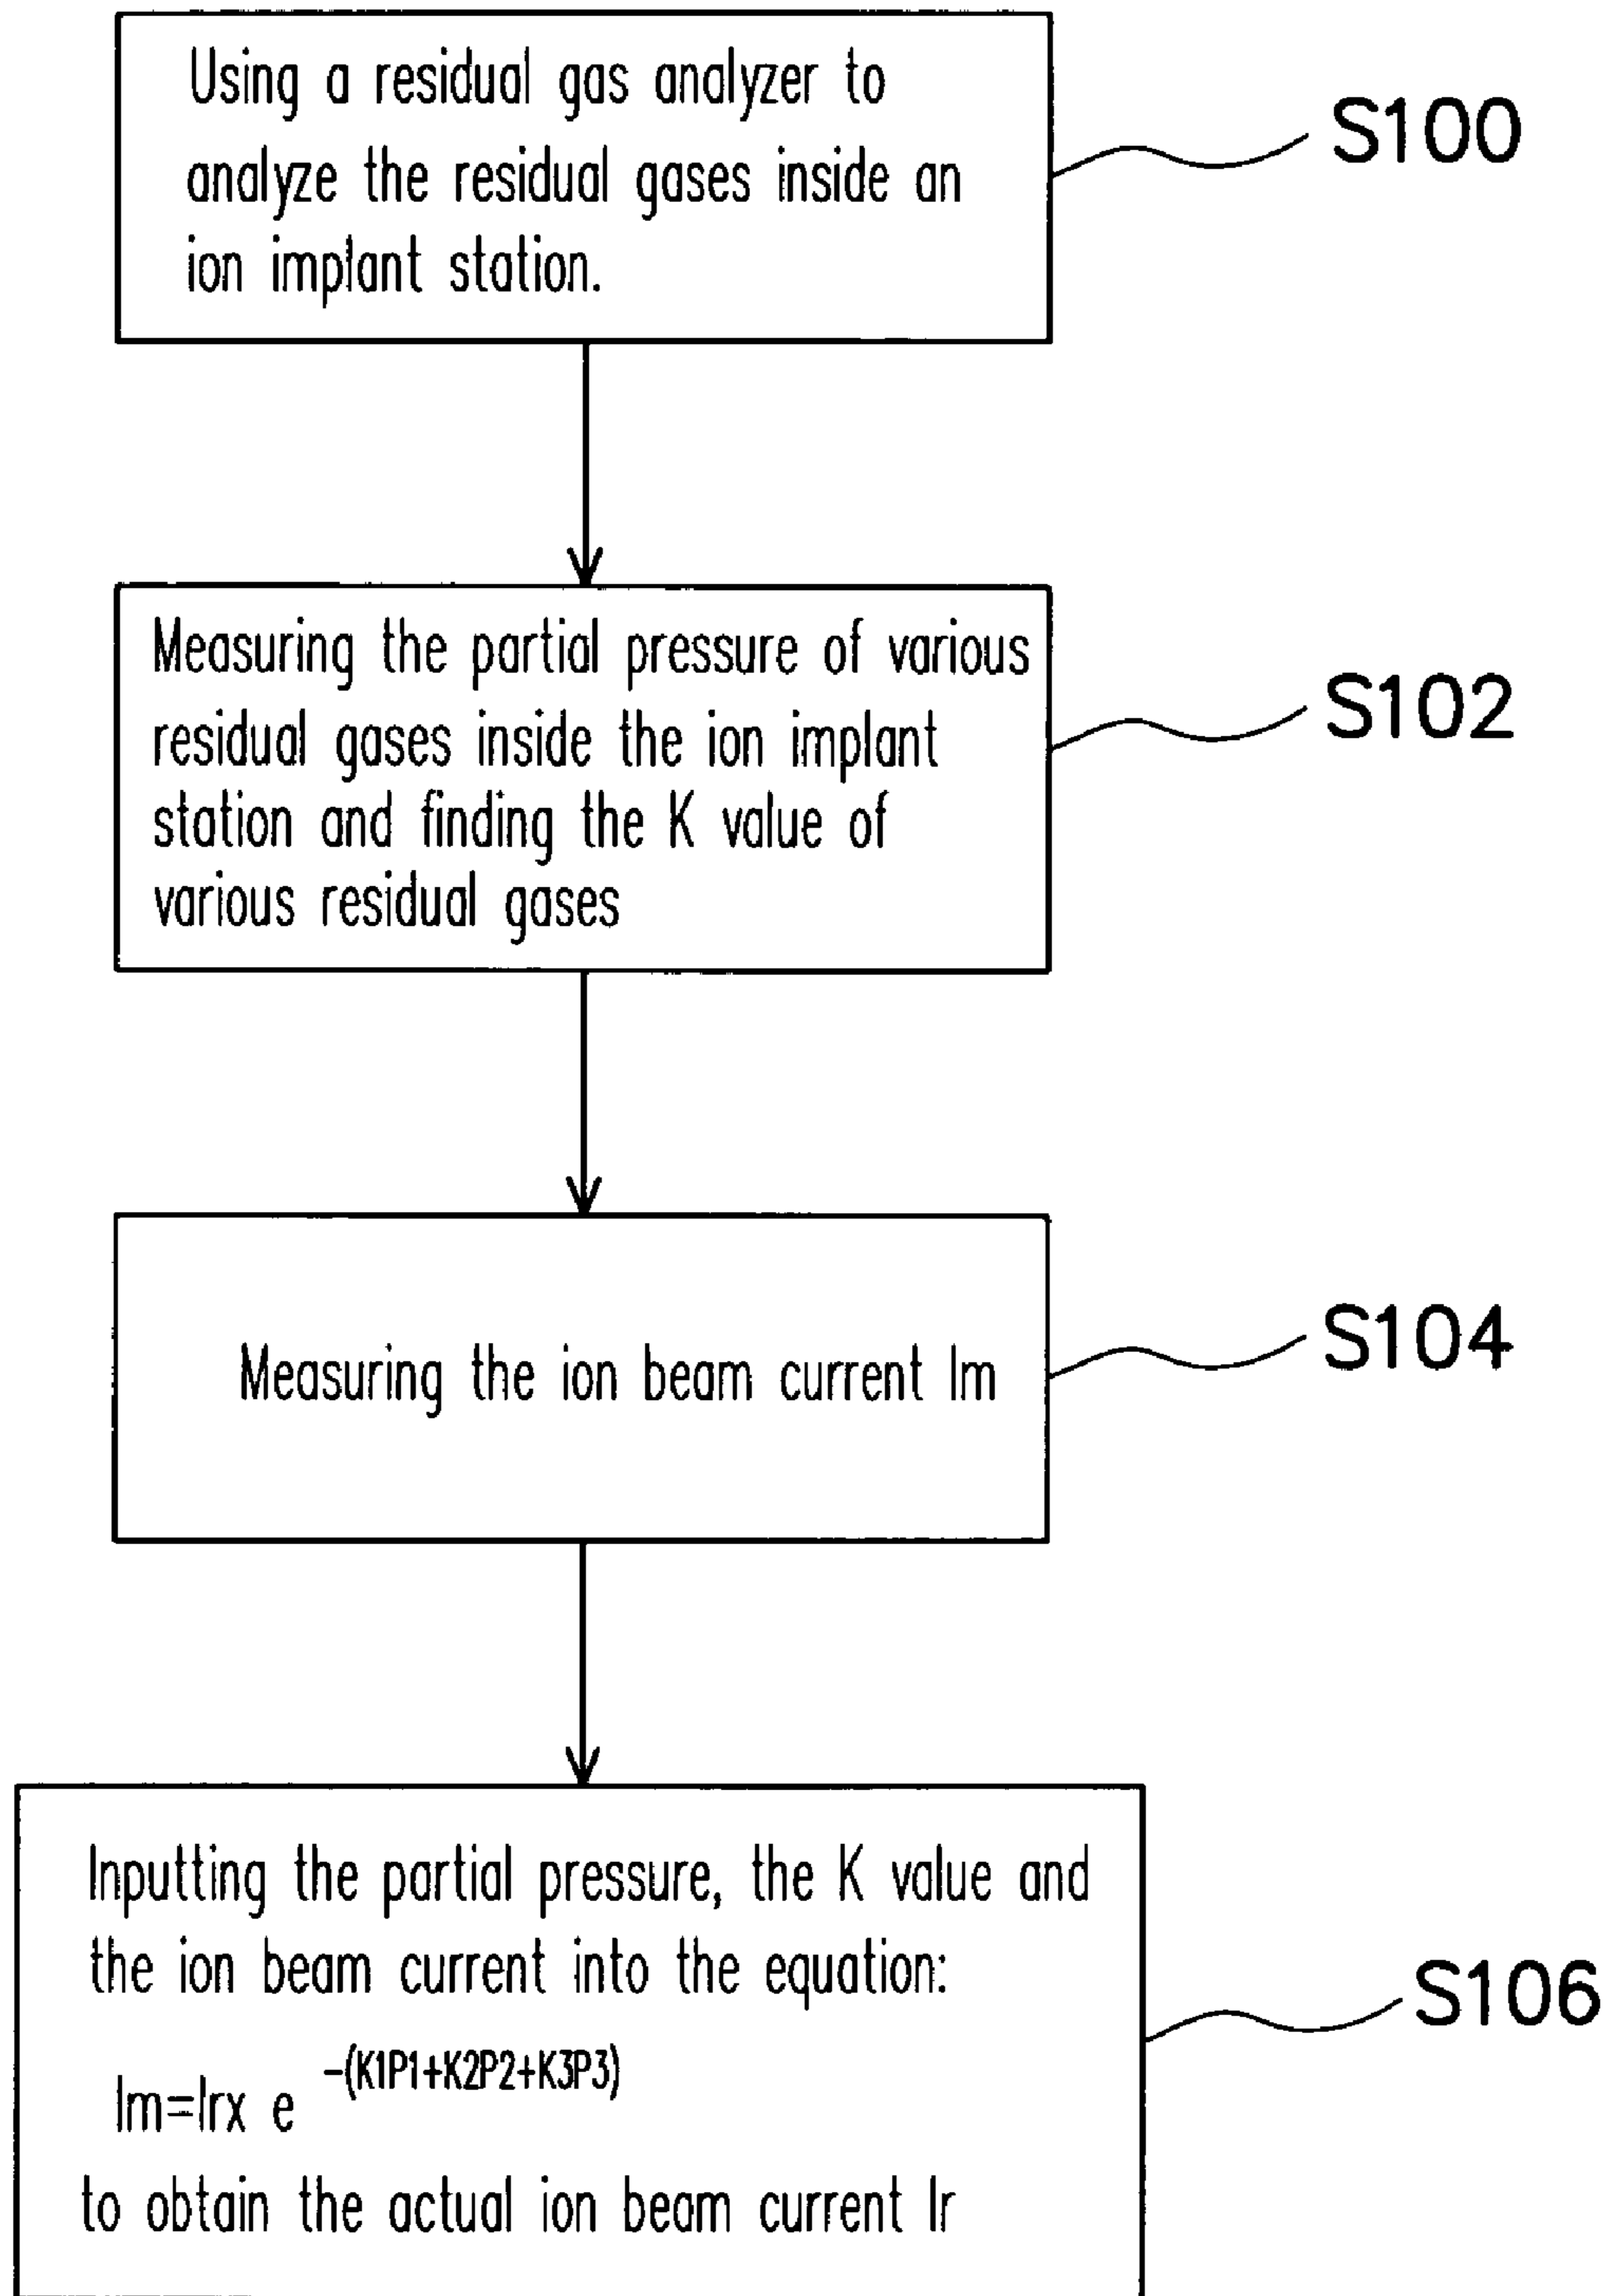 Using a residual gas analyzer to
analyze the residual gases inside an
ion implant station.
S100
Measuring the partial pressure of various
residual gases inside the ion implant
station and finding the K value of
various residual gases
S102
Measuring the ion beam current Im
S104
Inputting the partial pressure, the K value and
the ion beam current into the equation:
Im=Irx e -(K1P1+K2P2+K3P3)
to obtain the actual ion beam current Ir
S106